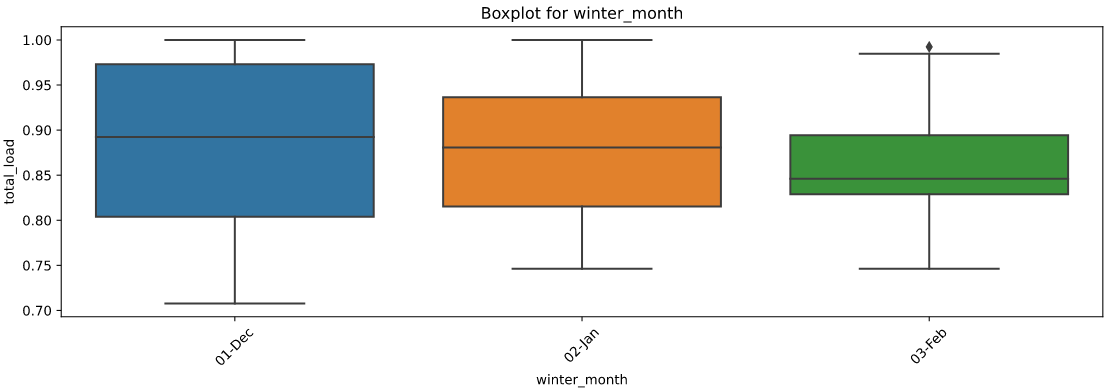 Boxplot for winter_month
1.00
0.95
0.90
0.85
0.80
0.75
0.70
total_load
01-Dec
02-Jan
03-Feb
winter_month